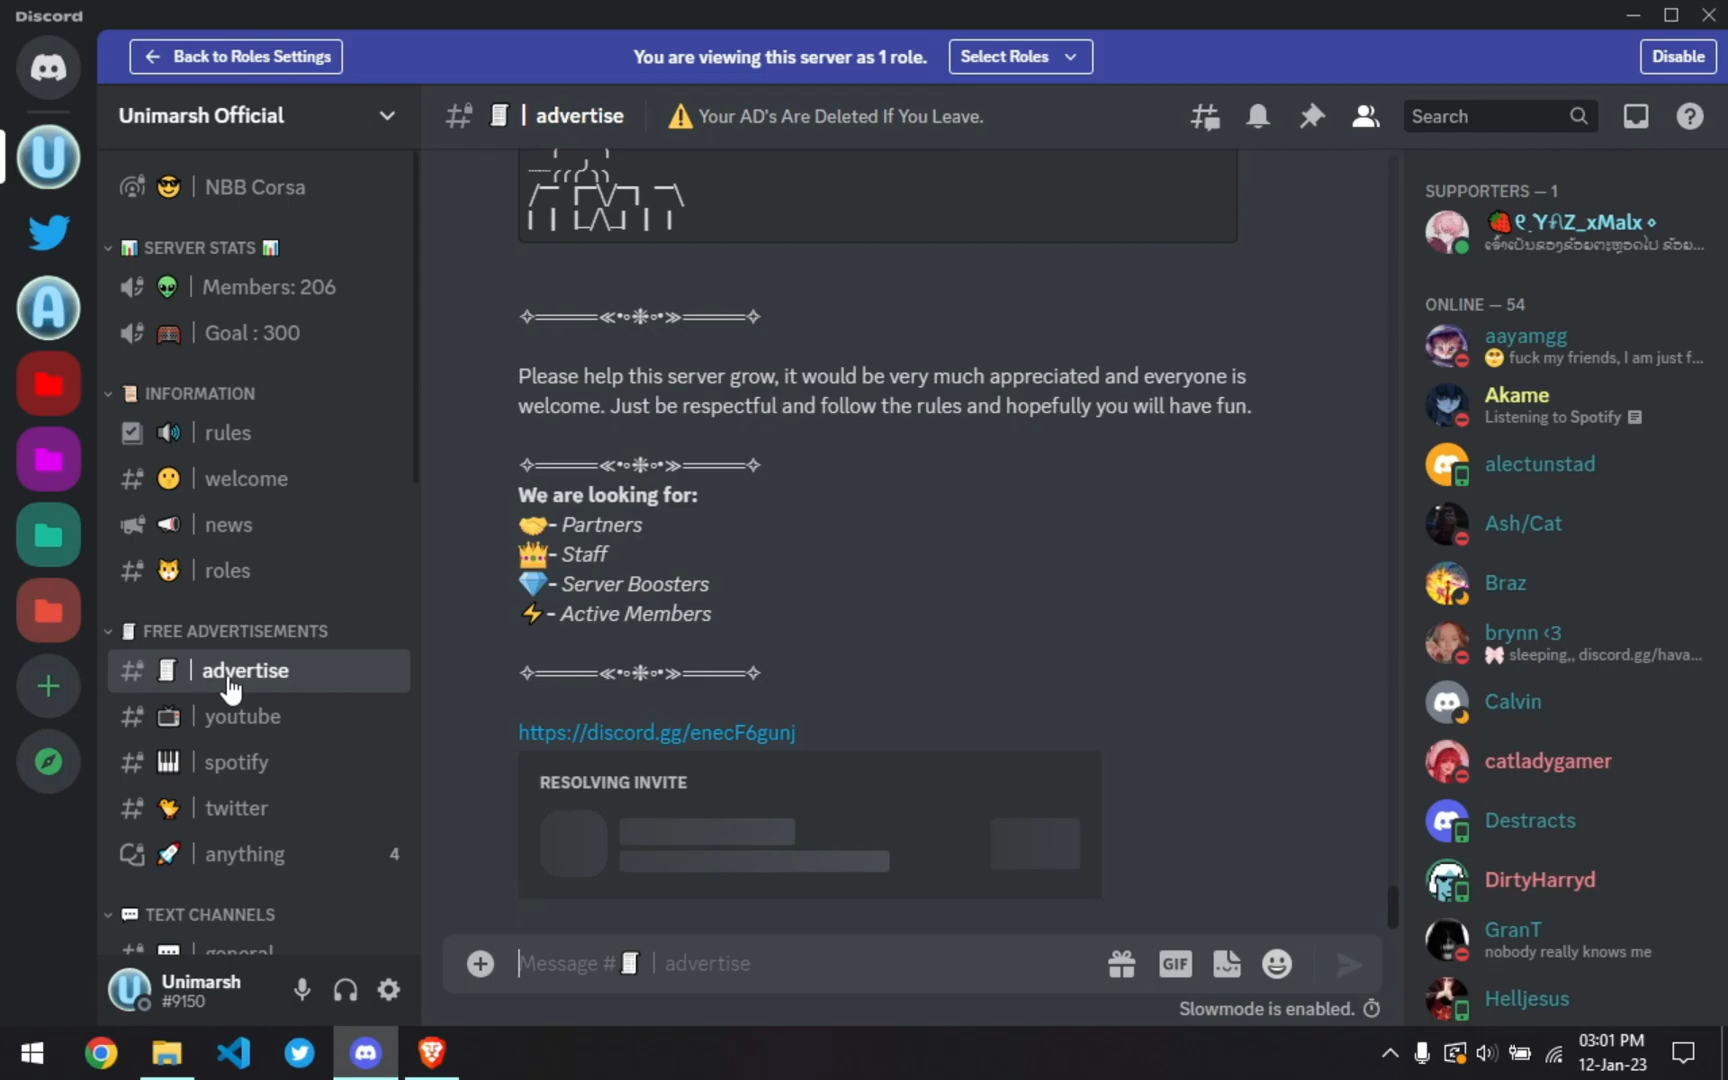 Discord
Back to Roles Settings
You are viewing this server as 1 role.
Select Roles
Disable
Unimarsh Official
| advertise
Your AD's Are Deleted If You Leave.
Search
| NBB Corsa
SERVER STATS
| Members: 206
| Goal : 300
INFORMATION
| rules
| welcome
| news
| roles
FREE ADVERTISEMENTS
| advertise
| youtube
| spotify
| twitter
| anything
4
TEXT CHANNELS
general
Unimarsh
#9150
Please help this server grow, it would be very much appreciated and everyone is
welcome. Just be respectful and follow the rules and hopefully you will have fun.
We are looking for:
- Partners
- Staff
- Server Boosters
- Active Members
https://discord.gg/enecF6gunj
RESOLVING INVITE
Message # | advertise
GIF
Slowmode is enabled.
SUPPORTERS — 1
xMalx
ONLINE — 54
aayamgg
fuck my friends, I am just f...
Akame
Listening to Spotify
alectunstad
Ash/Cat
Braz
brynn <3
sleeping,, discord.gg/hava...
Calvin
catladygamer
Destracts
DirtyHarryd
GranT
nobody really knows me
Helljesus
03:01 PM
12-Jan-23